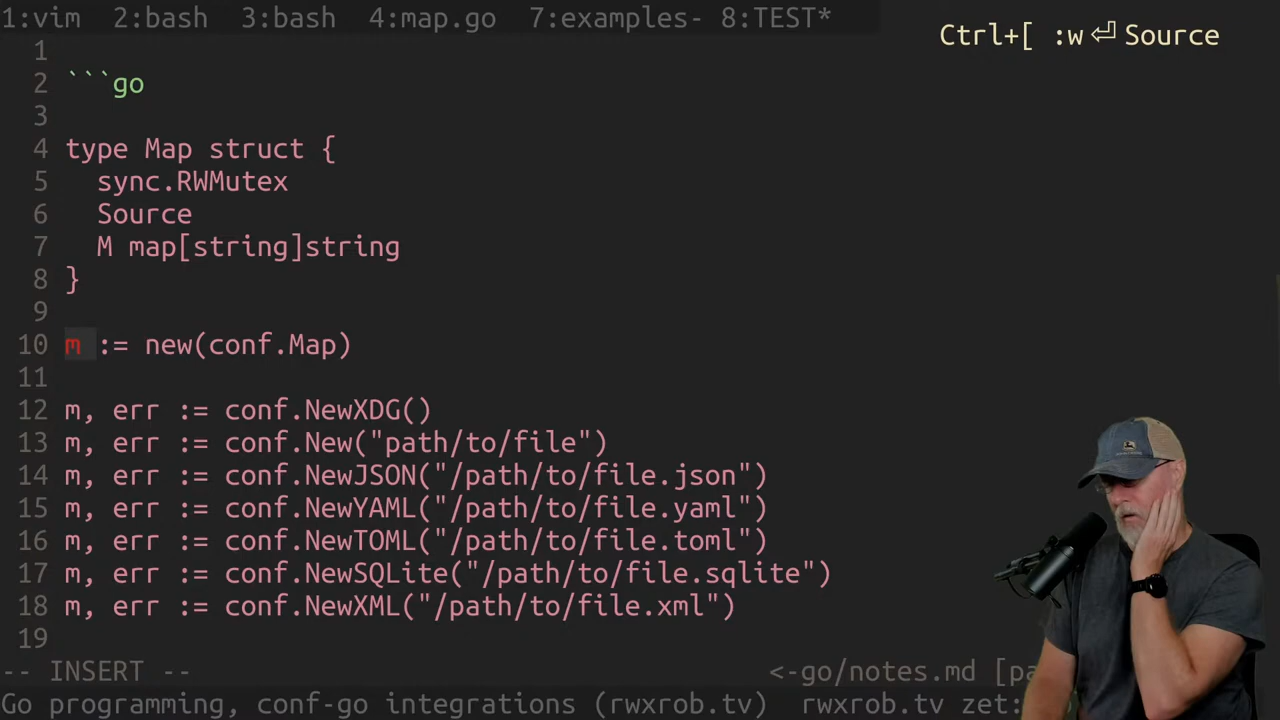 1:vim 2:bash 3:bash 4:map.go 7:examples- 8:TEST*
Ctrl+[ :w⏎ Source
1
2 ```go
3
4 type Map struct {
5 sync.RWMutex
6 Source
7 M map[string]string
8 }
9
10 m := new(conf.Map)
11
12 m, err := conf.NewXDG()
13 m, err := conf.New("path/to/file")
14 m, err := conf.NewJSON("/path/to/file.json")
15 m, err := conf.NewYAML("/path/to/file.yaml")
16 m, err := conf.NewTOML("/path/to/file.toml")
17 m, err := conf.NewSQLite("/path/to/file.sqlite")
18 m, err := conf.NewXML("/path/to/file.xml")
19
-- INSERT -- <-go/notes.md [pa
Go programming, conf-go integrations (rwxrob.tv) rwxrob.tv zet: